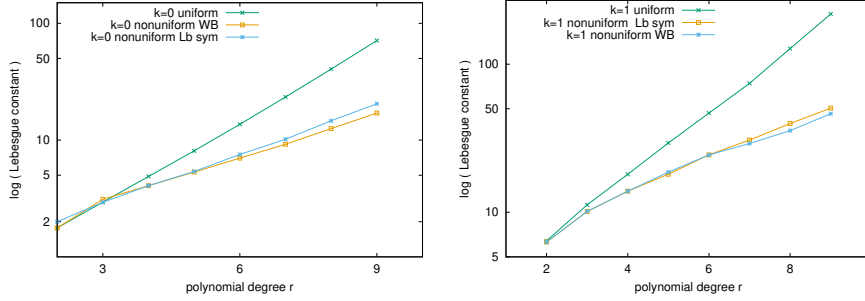 k=0 uniform
k=0 nonuniform WB
k=0 nonuniform Lb sym
100
50
10
5
2
log ( Lebesgue constant )
3 6 9
polynomial degree r
k=1 uniform
k=1 nonuniform Lb sym
k=1 nonuniform WB
100
50
10
5
log ( Lebesgue constant )
2 4 6 8
polynomial degree r